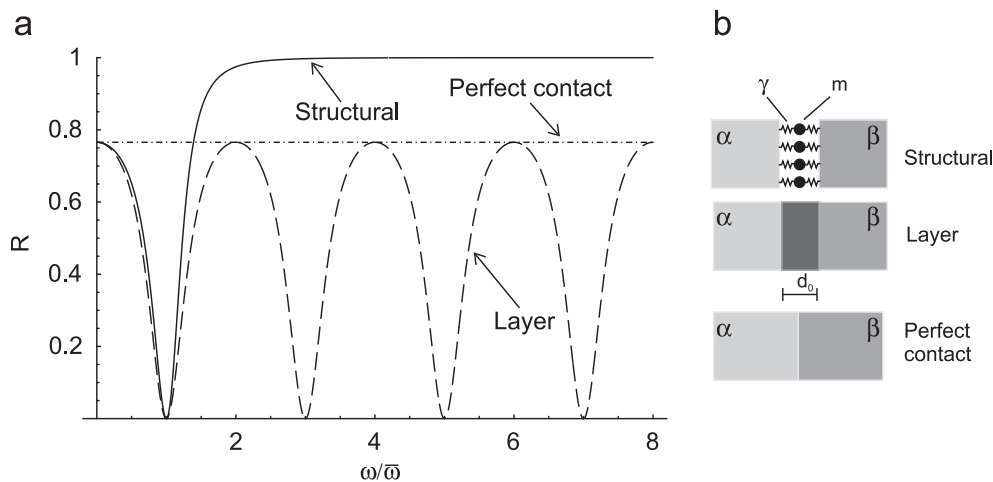 a
R
1
0.8
0.6
0.4
0.2
2
4
6
8
ω/ϖ
Structural
Perfect contact
Layer
b
γ
m
α
β
Structural
α
β
Layer
d₀
α
β
Perfect
contact